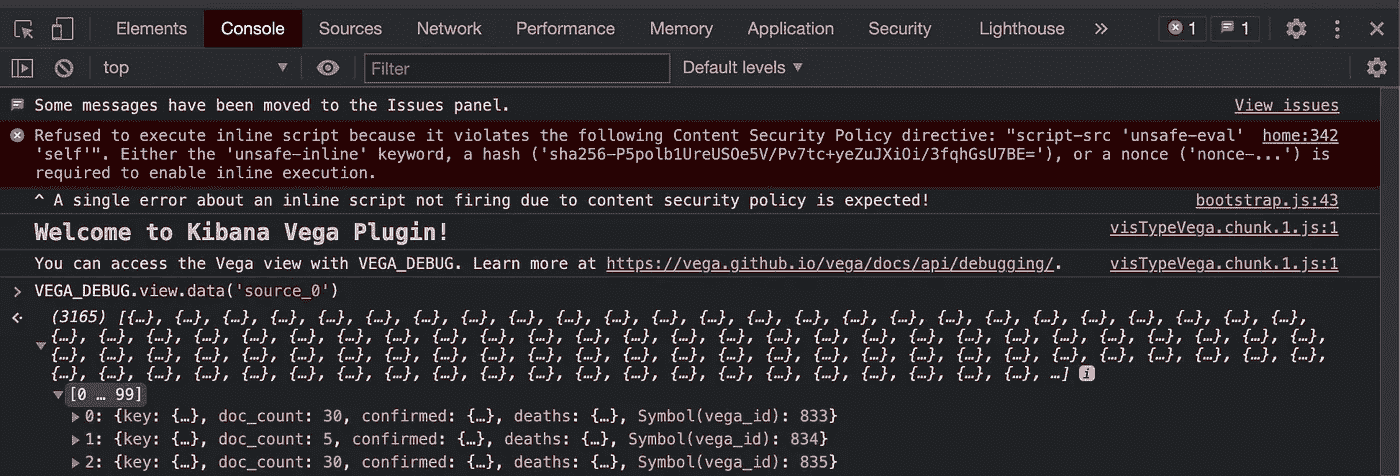 Elements Console Sources Network Performance Memory Application Security Lighthouse » 1 1
top Filter Default levels
Some messages have been moved to the Issues panel. View issues
Refused to execute inline script because it violates the following Content Security Policy directive: "script-src 'unsafe-eval' home:342
'self'". Either the 'unsafe-inline' keyword, a hash ('sha256-P5polb1UreUSOe5V/Pv7tc+yeZuJXiOi/3fqhGsU7BE='), or a nonce ('nonce-...') is
required to enable inline execution.
^ A single error about an inline script not firing due to content security policy is expected! bootstrap.js:43
Welcome to Kibana Vega Plugin! visTypeVega.chunk.1.js:1
You can access the Vega view with VEGA_DEBUG. Learn more at https://vega.github.io/vega/docs/api/debugging/. visTypeVega.chunk.1.js:1
> VEGA_DEBUG.view.data('source_0')
(3165) [{…}, {…}, {…}, {…}, {…}, {…}, {…}, {…}, {…}, {…}, {…}, {…}, {…}, {…}, {…}, {…}, {…}, {…}, {…}, {…}, {…}, {…}, {…}, {…}, {…},
{…}, {…}, {…}, {…}, {…}, {…}, {…}, {…}, {…}, {…}, {…}, {…}, {…}, {…}, {…}, {…}, {…}, {…}, {…}, {…}, {…}, {…}, {…}, {…}, {…}, {…}, {…},
{…}, {…}, {…}, {…}, {…}, {…}, {…}, {…}, {…}, {…}, {…}, {…}, {…}, {…}, {…}, {…}, {…}, {…}, {…}, {…}, {…}, {…}, {…}, {…}, {…}, {…}, {…},
{…}, {…}, {…}, {…}, {…}, {…}, {…}, {…}, {…}, {…}, {…}, {…}, {…}, {…}, {…}, {…}, {…}, {…}, {…}, {…}, {…}, …] i
[0 … 99]
0: {key: {…}, doc_count: 30, confirmed: {…}, deaths: {…}, Symbol(vega_id): 833}
1: {key: {…}, doc_count: 5, confirmed: {…}, deaths: {…}, Symbol(vega_id): 834}
2: {key: {…}, doc_count: 30, confirmed: {…}, deaths: {…}, Symbol(vega_id): 835}